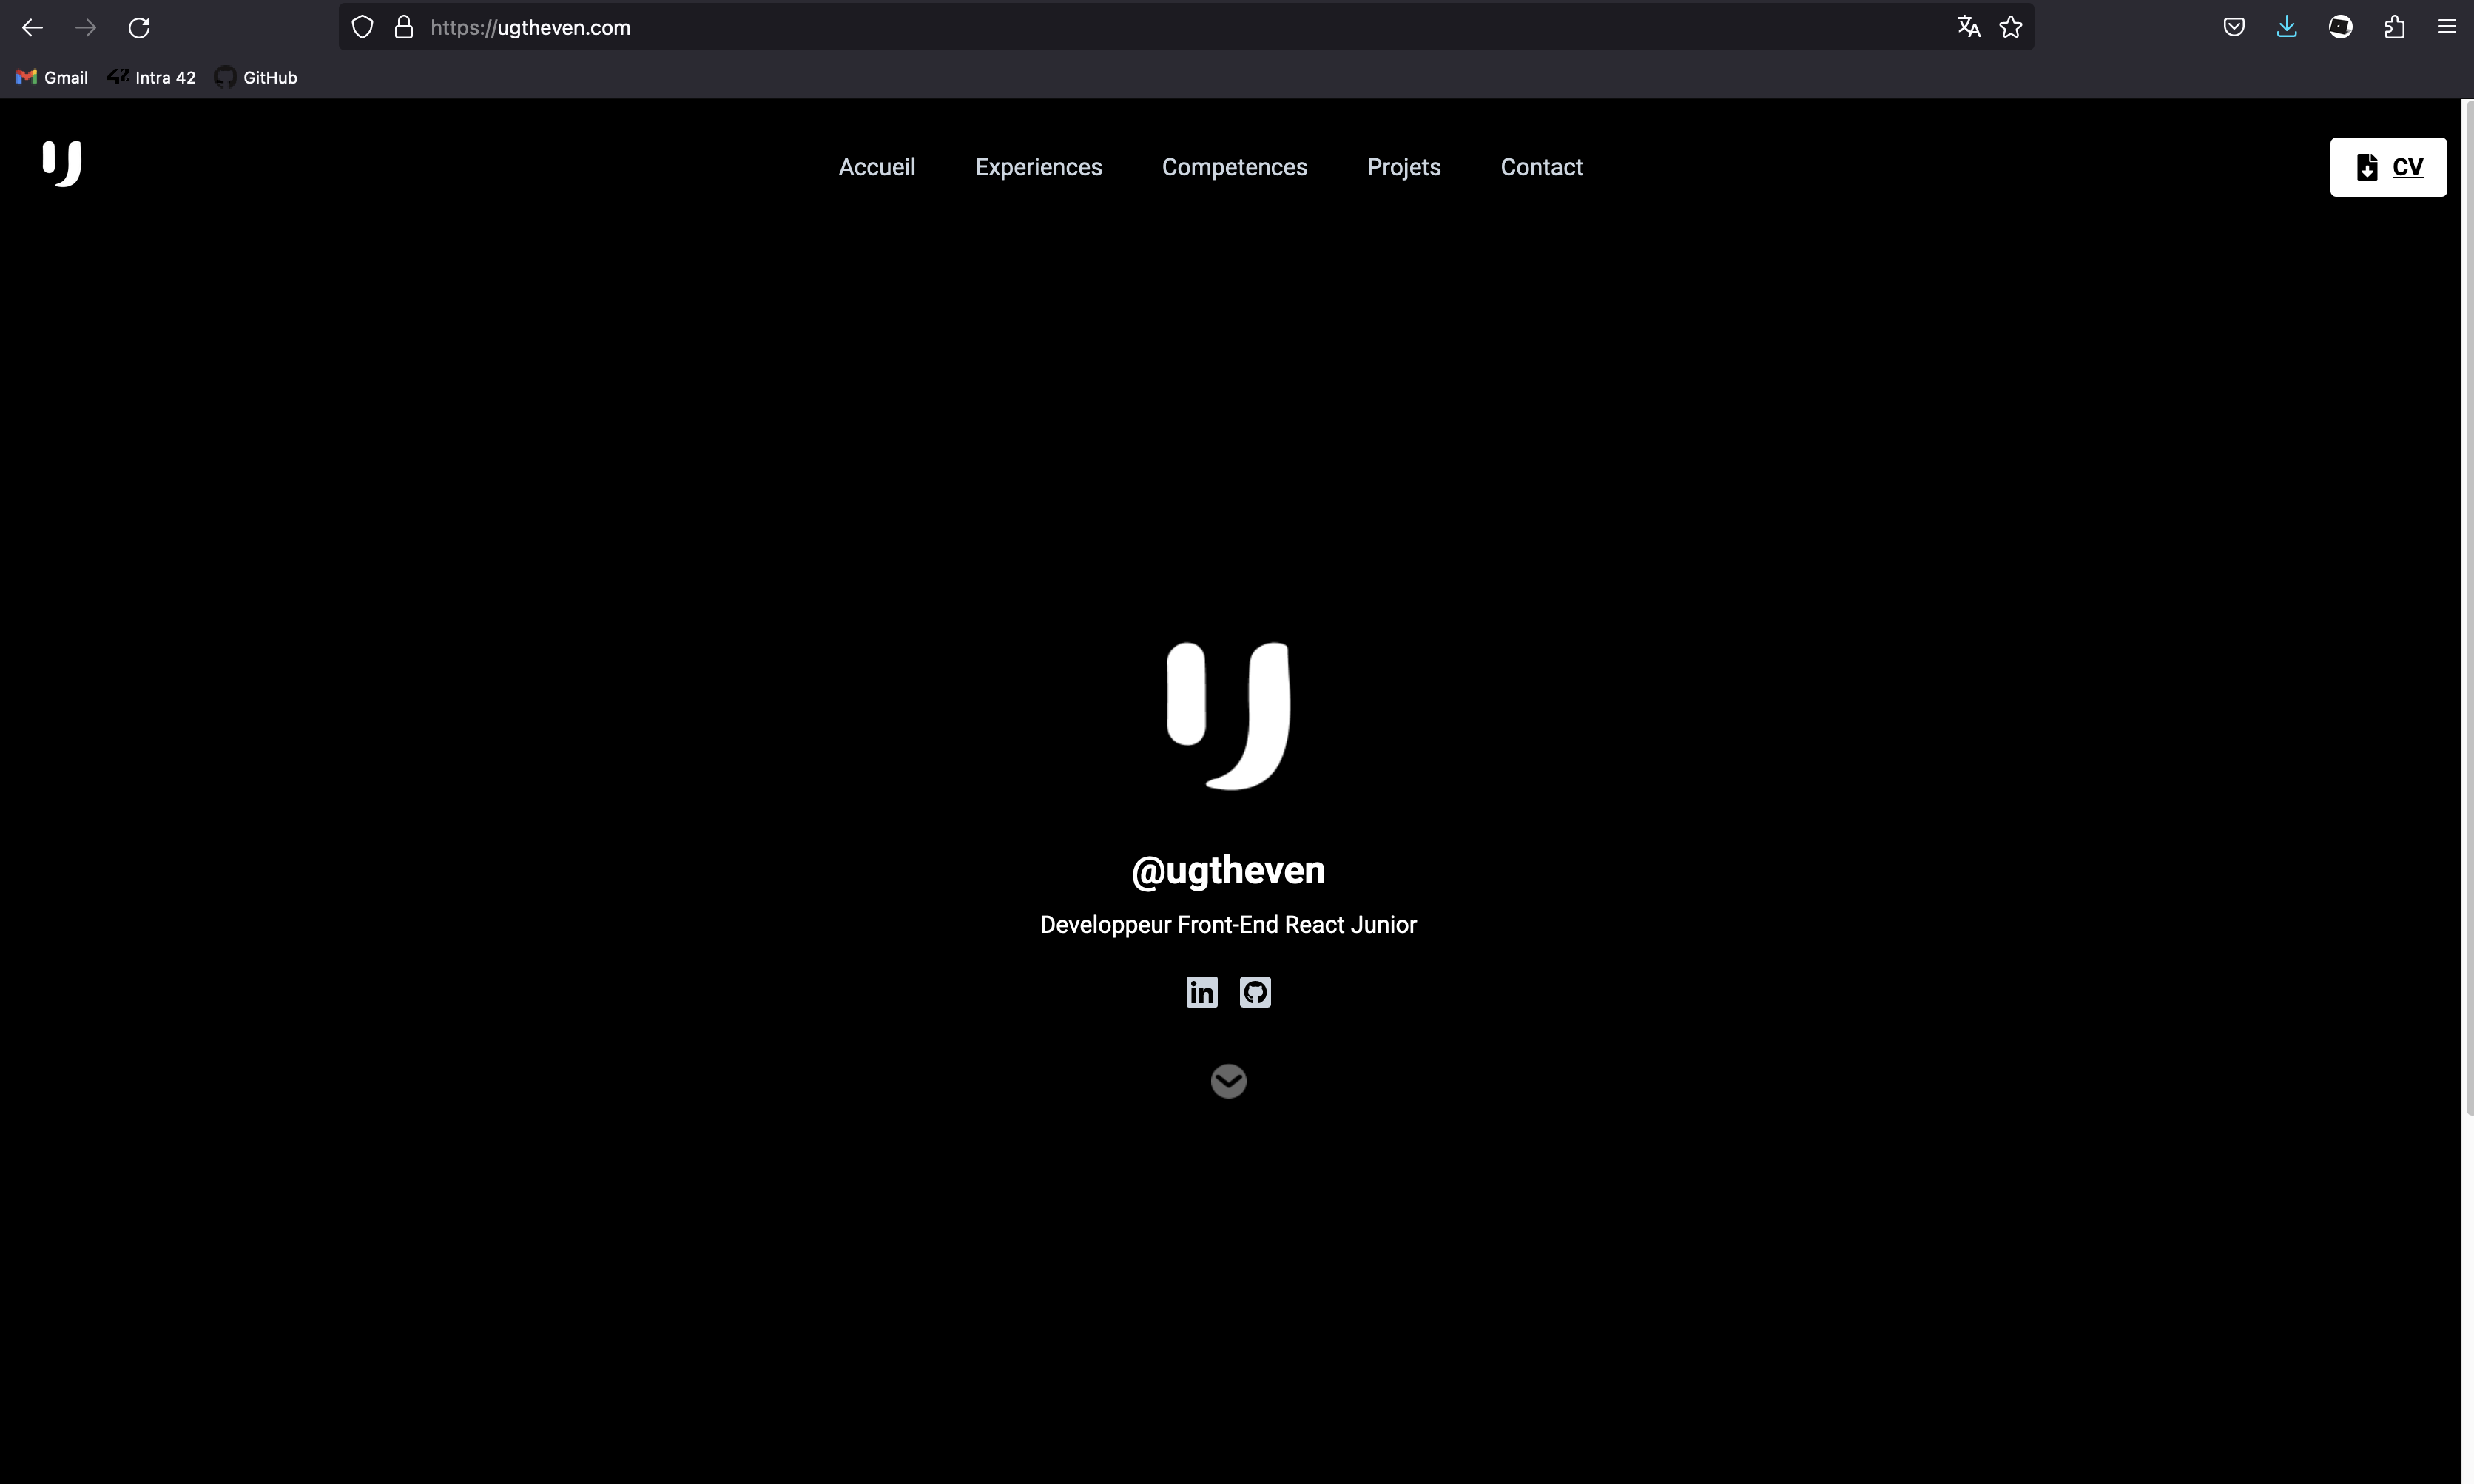 https://ugtheven.com
Gmail Intra 42 GitHub
Accueil Experiences Competences Projets Contact CV
@ugtheven
Developpeur Front-End React Junior
in